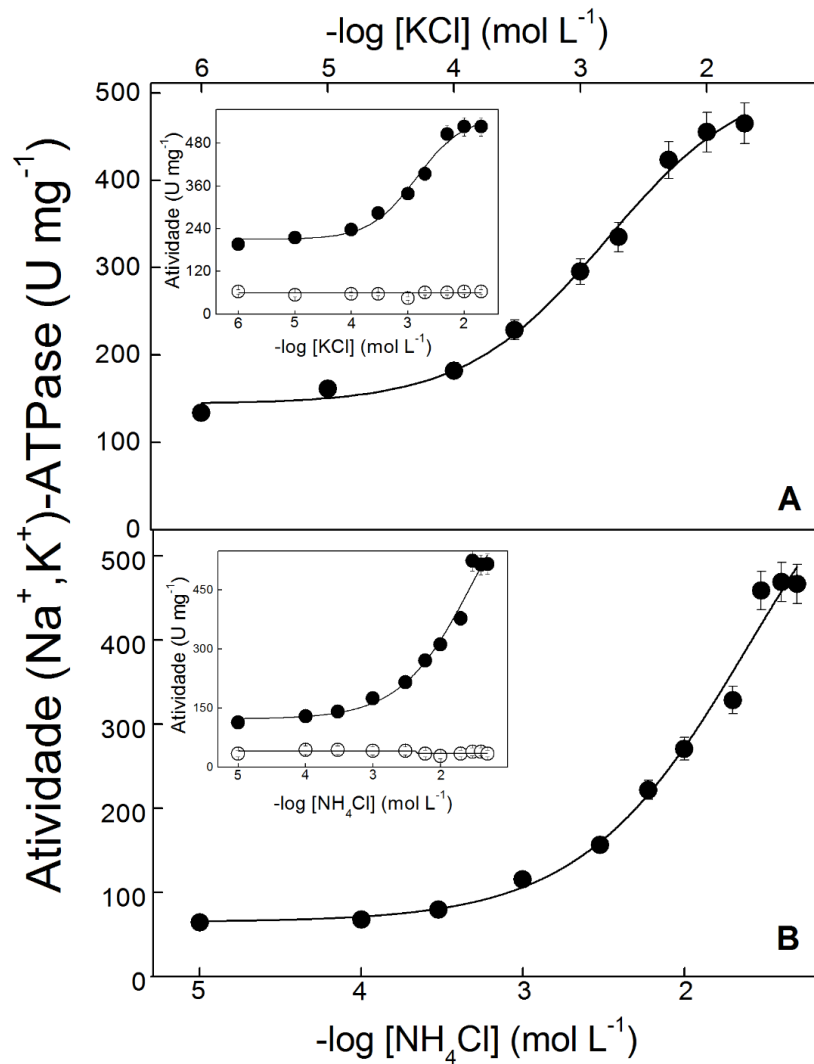 -log [KCl] (mol L⁻¹)
6 5 4 3 2
Atividade (Na⁺,K⁺)-ATPase (U mg⁻¹)
500
400
300
200
100
0
Atividade (U mg⁻¹)
480
360
240
120
0
6 5 4 3 2
-log [KCl] (mol L⁻¹)
A
500
400
300
200
100
0
Atividade (U mg⁻¹)
450
300
150
0
5 4 3 2
-log [NH₄Cl] (mol L⁻¹)
B
5 4 3 2
-log [NH₄Cl] (mol L⁻¹)